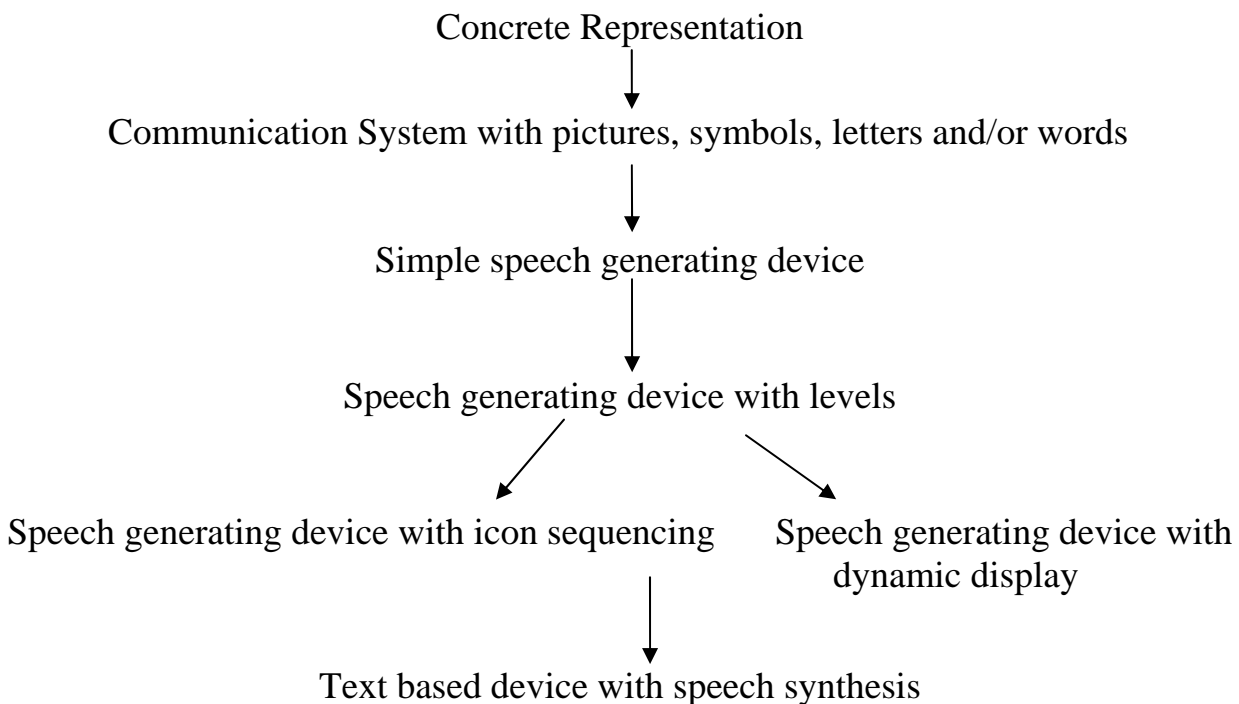 Concrete Representation
Communication System with pictures, symbols, letters and/or words
Simple speech generating device
Speech generating device with levels
Speech generating device with icon sequencing
Speech generating device with
dynamic display
Text based device with speech synthesis